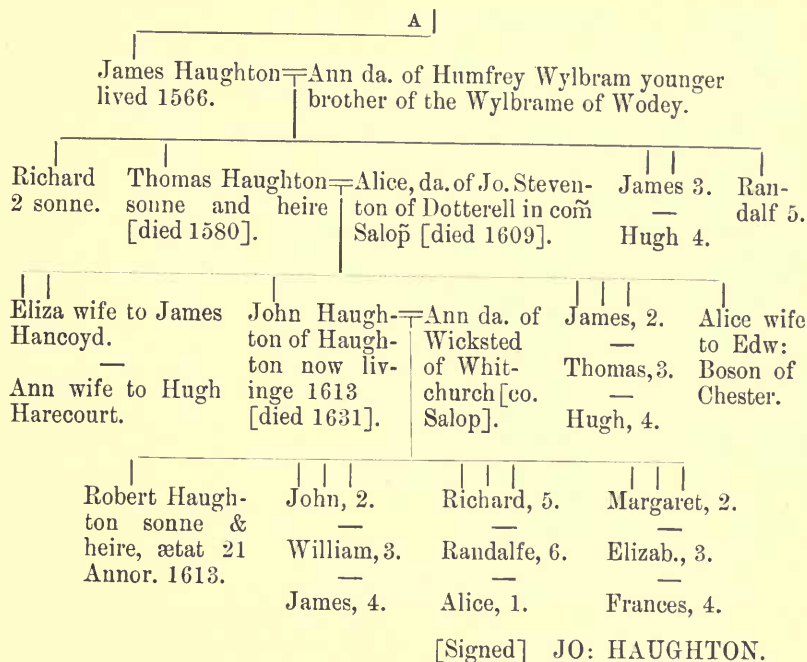 A
James Haughton Ann da. of Humfrey Wylbram younger
lived 1566. brother of the Wylbrame of Wodey.
Richard Thomas Haughton Alice, da. of Jo. Steven- James 3. Ran-
2 sonne. sonne and heire ton of Dotterell in com̃ — dalf 5.
[died 1580]. Salop̃ [died 1609]. Hugh 4.
Eliza wife to James John Haugh- Ann da. of James, 2. Alice wife
Hancoyd. ton of Haugh- Wicksted — to Edw:
— ton now liv- of Whit- Thomas, 3. Boson of
Ann wife to Hugh inge 1613 church [co. — Chester.
Harecourt. [died 1631]. Salop]. Hugh, 4.
Robert Haugh- John, 2. Richard, 5. Margaret, 2.
ton sonne & — — —
heire, ætat 21 William, 3. Randalfe, 6. Elizab., 3.
Annor. 1613. — — —
James, 4. Alice, 1. Frances, 4.
[Signed] JO: HAUGHTON.